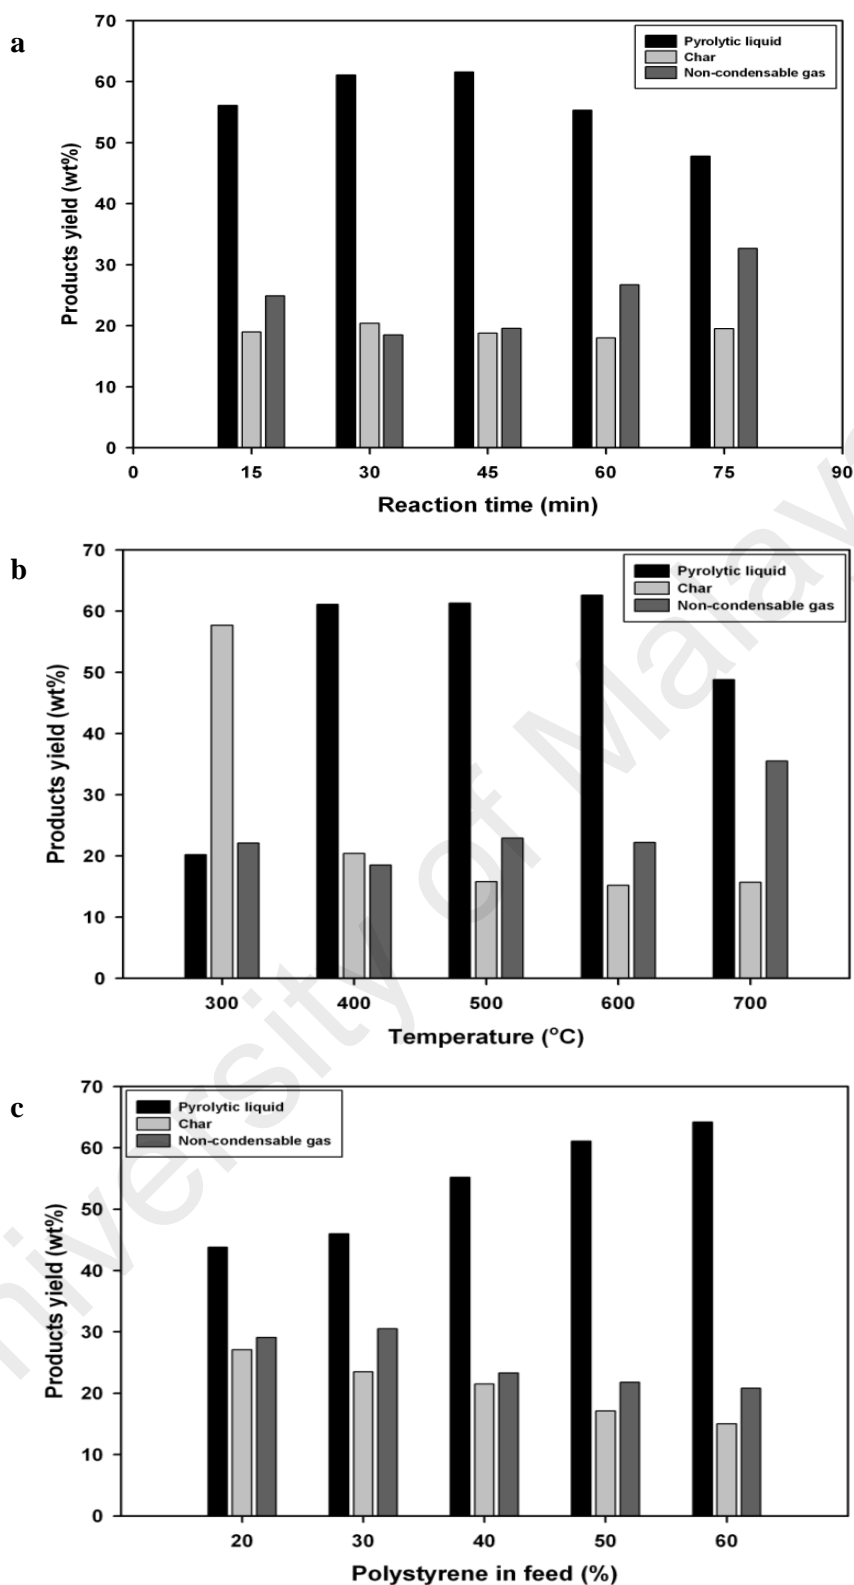 a
70
60
50
40
30
20
10
0
Products yield (wt%)
Pyrolytic liquid
Char
Non-condensable gas
0 15 30 45 60 75 90
Reaction time (min)
b
70
60
50
40
30
20
10
0
Products yield (wt%)
Pyrolytic liquid
Char
Non-condensable gas
300 400 500 600 700
Temperature (°C)
c
70
60
50
40
30
20
10
0
Products yield (wt%)
Pyrolytic liquid
Char
Non-condensable gas
20 30 40 50 60
Polystyrene in feed (%)
niversity of Malay